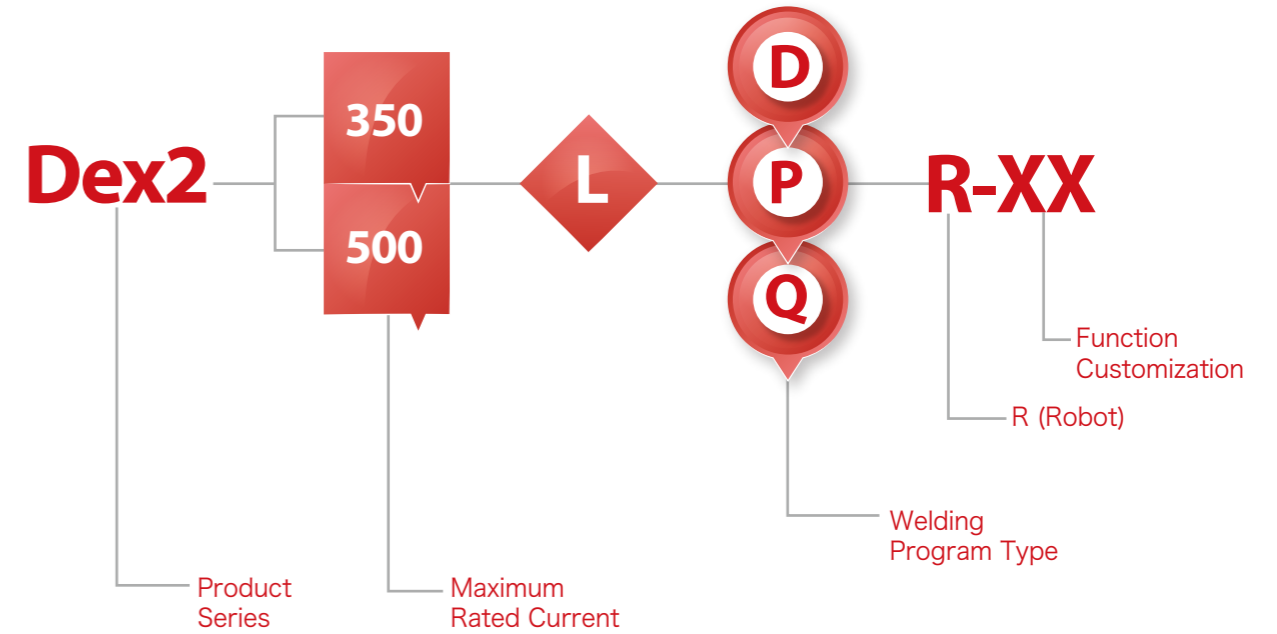 Dex2
350
500
L
D
P
Q
R-XX
Function
Customization
R (Robot)
Welding
Program Type
Product
Series
Maximum
Rated Current